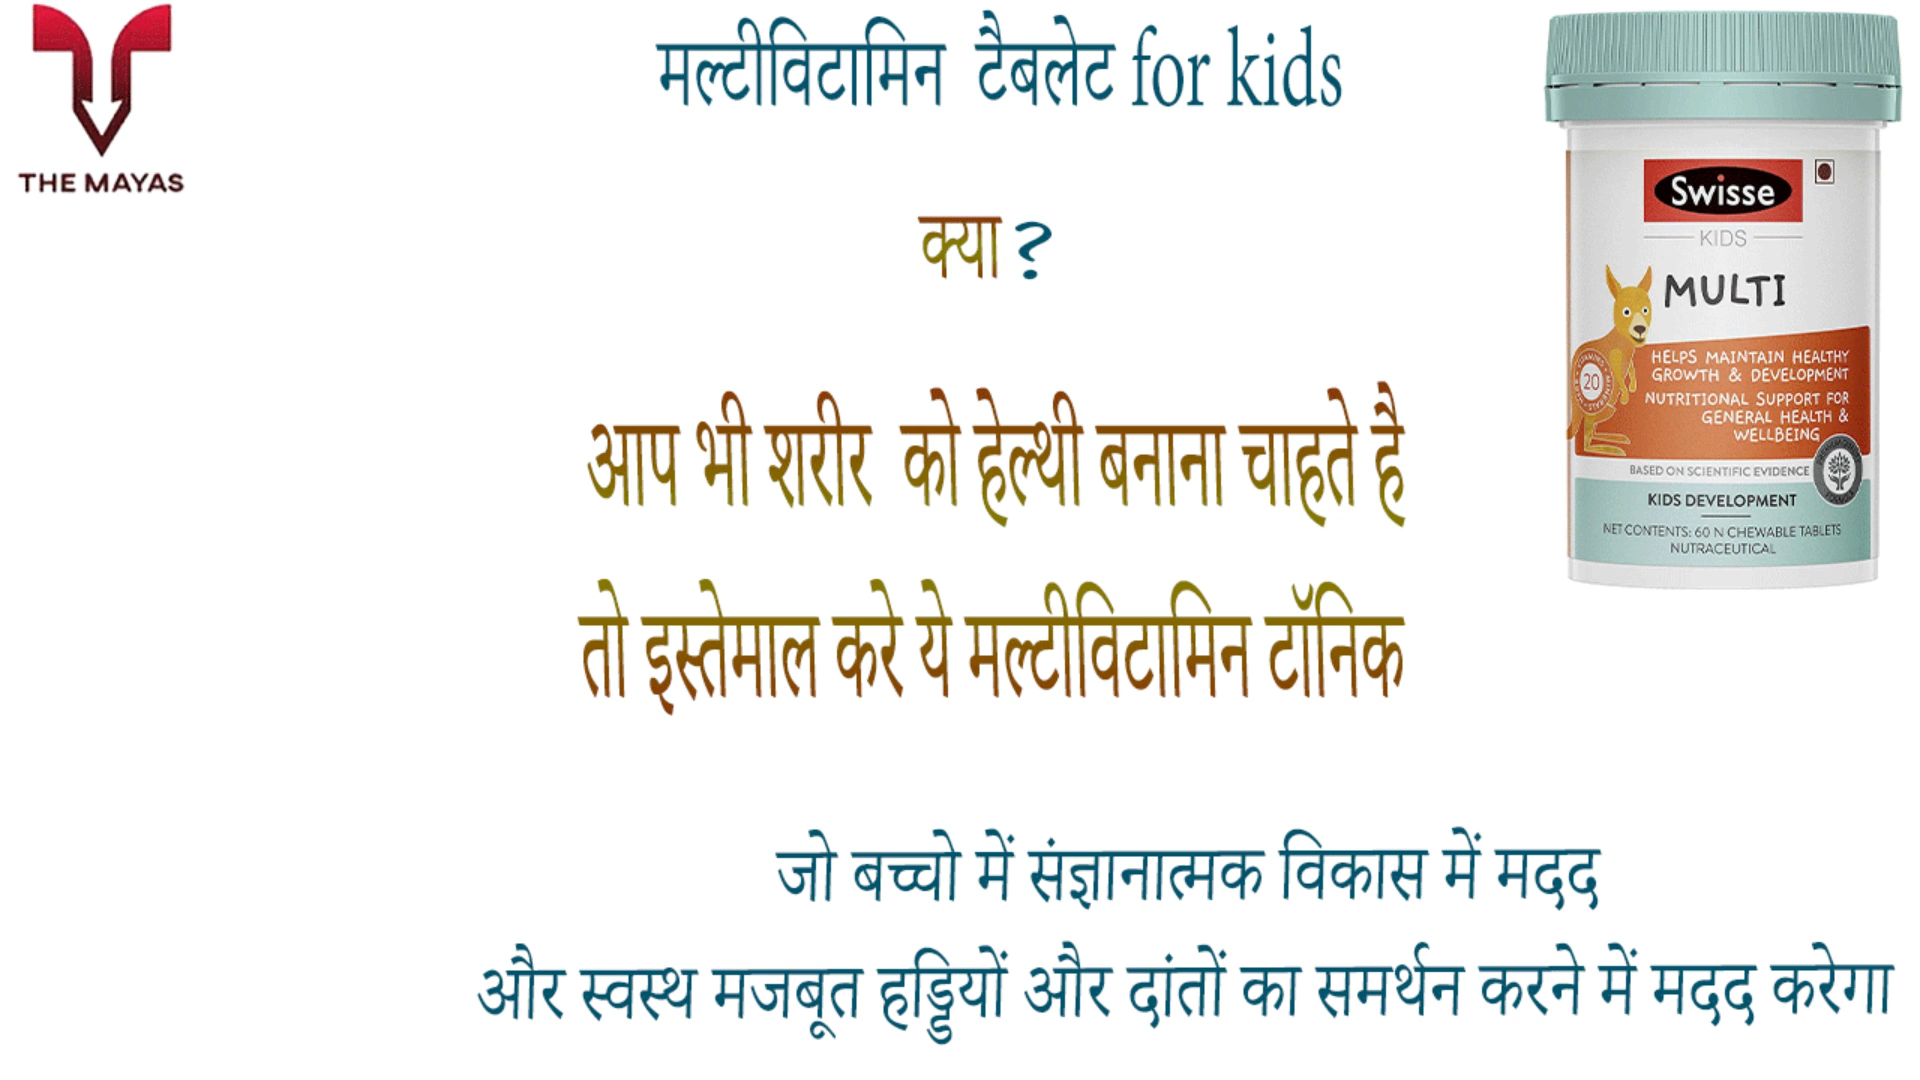 THE MAYAS
मल्टीविटामिन टैबलेट for kids
क्या ?
आप भी शरीर को हेल्थी बनाना चाहते है
तो इस्तेमाल करे ये मल्टीविटामिन टॉनिक
जो बच्चो में संज्ञानात्मक विकास में मदद
और स्वस्थ मजबूत हड्डियों और दांतों का समर्थन करने में मदद करेगा
Swisse
KIDS
MULTI
HELPS MAINTAIN HEALTHY
GROWTH & DEVELOPMENT
NUTRITIONAL SUPPORT FOR
GENERAL HEALTH &
WELLBEING
20
BASED ON SCIENTIFIC EVIDENCE
KIDS DEVELOPMENT
NET CONTENTS: 60 N CHEWABLE TABLETS
NUTRACEUTICAL